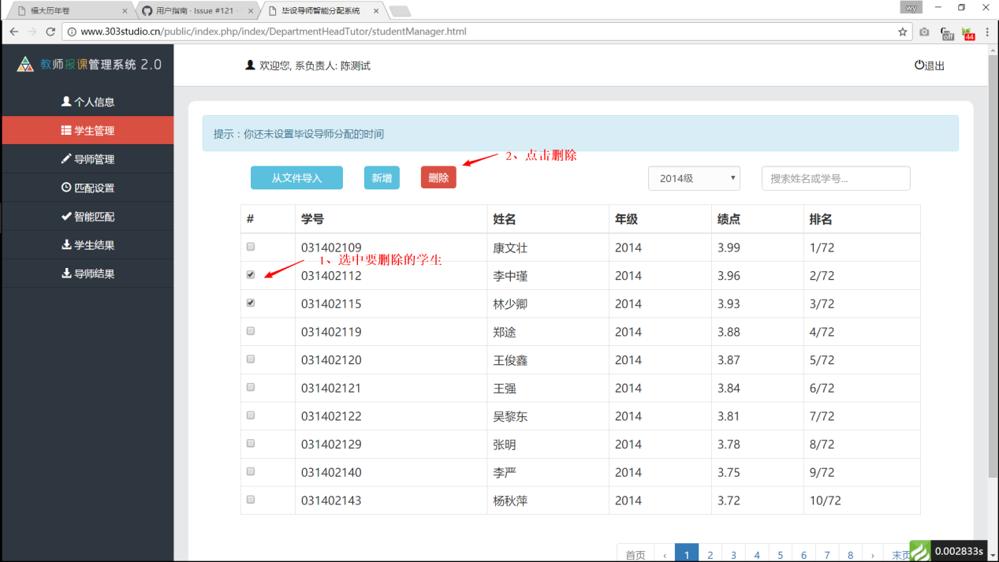 福大历年卷
用户指南 · Issue #121
毕设导师智能分配系统
wy
www.303studio.cn/public/index.php/index/DepartmentHeadTutor/studentManager.html
off
44
教师报课管理系统 2.0
欢迎您, 系负责人: 陈测试
退出
个人信息
学生管理
导师管理
匹配设置
智能匹配
学生结果
导师结果
提示：你还未设置毕设导师分配的时间
2、点击删除
从文件导入 新增 删除 2014级 搜索姓名或学号...
# 学号 姓名 年级 绩点 排名
031402109 康文壮 2014 3.99 1/72
1、选中要删除的学生
031402112 李中瑾 2014 3.96 2/72
031402115 林少卿 2014 3.93 3/72
031402119 郑途 2014 3.88 4/72
031402120 王俊鑫 2014 3.87 5/72
031402121 王强 2014 3.84 6/72
031402122 吴黎东 2014 3.81 7/72
031402129 张明 2014 3.78 8/72
031402140 李严 2014 3.75 9/72
031402143 杨秋萍 2014 3.72 10/72
首页 ‹ 1 2 3 4 5 6 7 8 › 末页
0.002833s